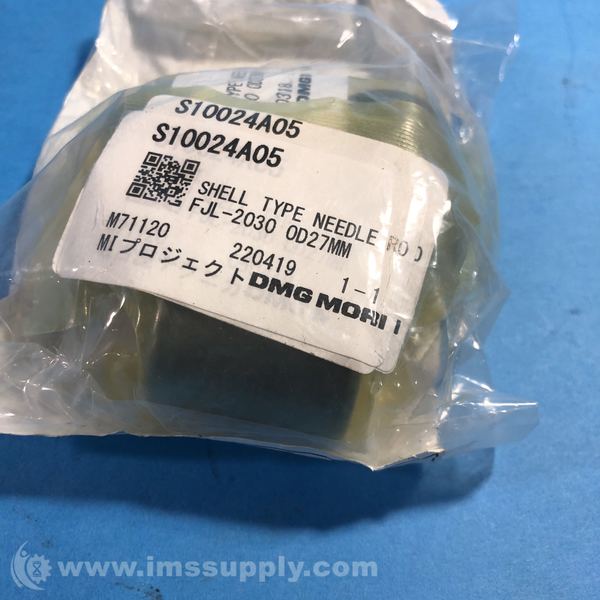 S10024A05
S10024A05
SHELL TYPE NEEDLE RO D
FJL-2030 OD27MM
M71120 220419 1-1
MIプロジェクト DMG MORI
www.imssupply.com